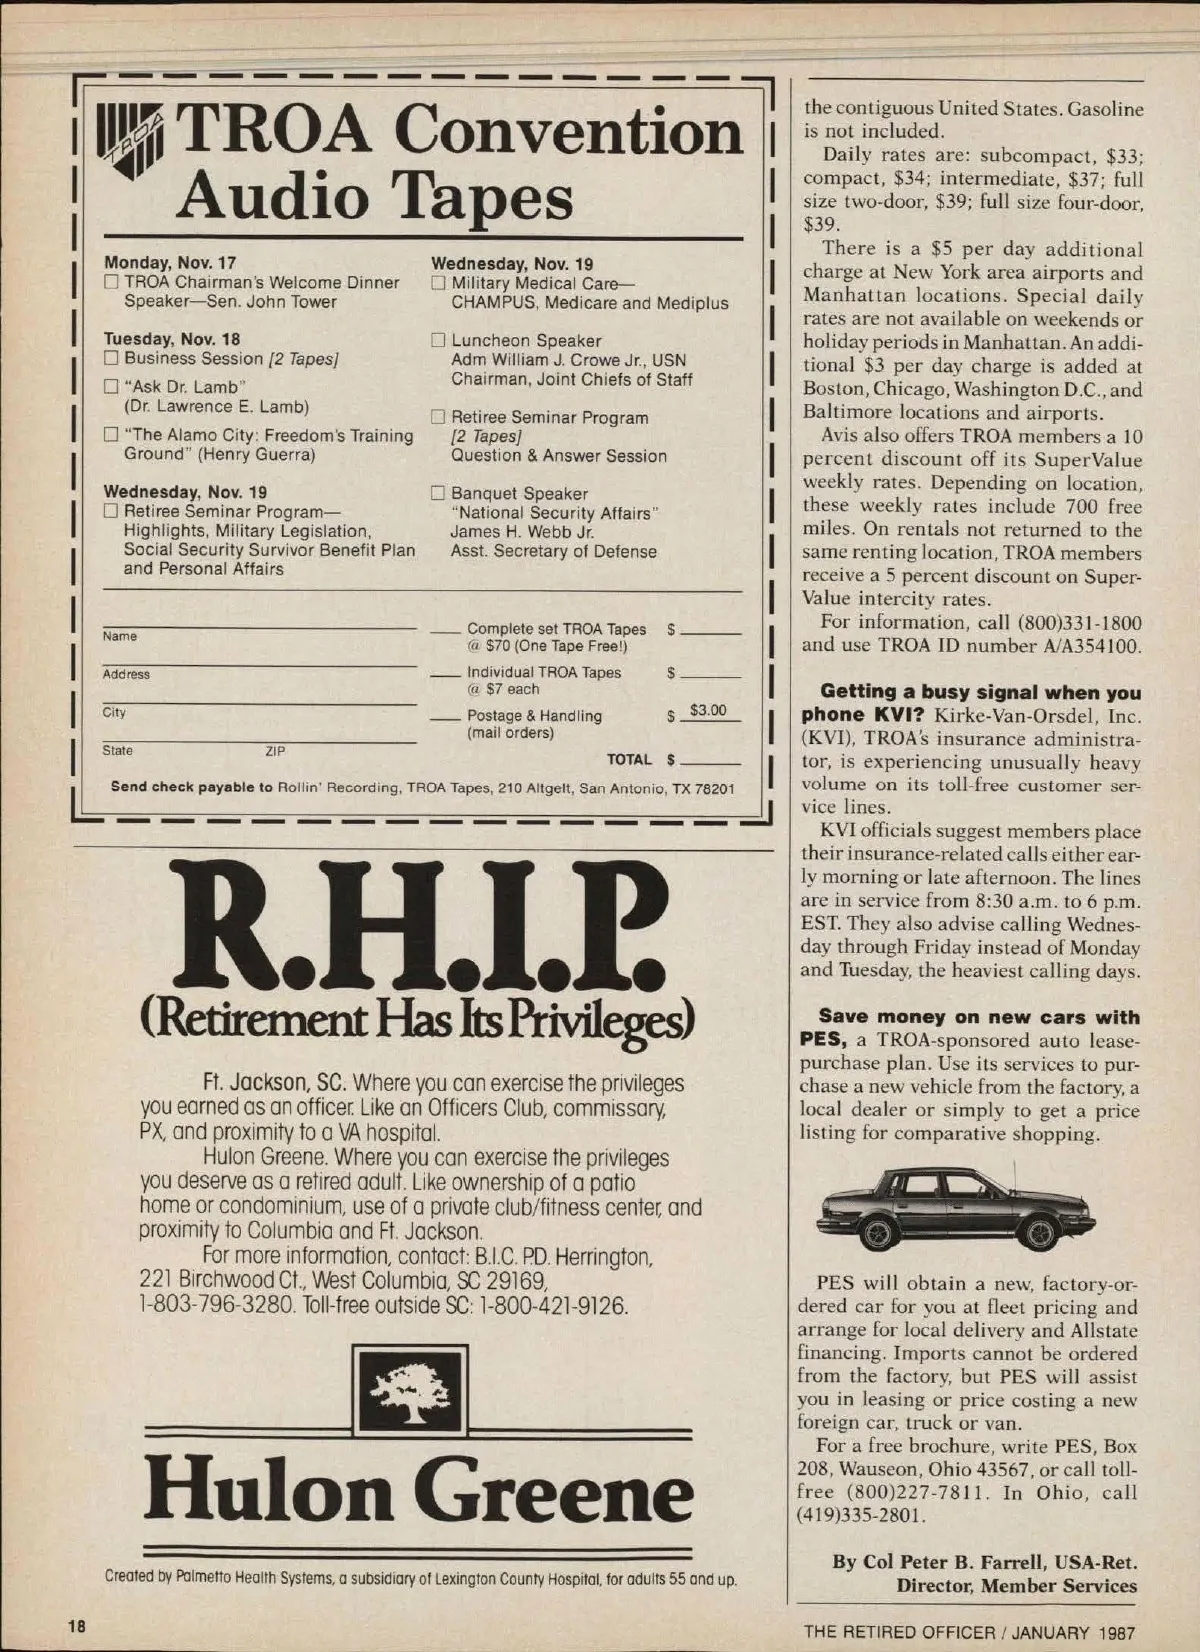 TROA
TROA Convention
Audio Tapes
Monday, Nov. 17
TROA Chairman's Welcome Dinner
Speaker—Sen. John Tower
Tuesday, Nov. 18
Business Session [2 Tapes]
"Ask Dr. Lamb"
(Dr. Lawrence E. Lamb)
"The Alamo City: Freedom's Training
Ground" (Henry Guerra)
Wednesday, Nov. 19
Retiree Seminar Program—
Highlights, Military Legislation,
Social Security Survivor Benefit Plan
and Personal Affairs
Wednesday, Nov. 19
Military Medical Care—
CHAMPUS, Medicare and Mediplus
Luncheon Speaker
Adm William J. Crowe Jr., USN
Chairman, Joint Chiefs of Staff
Retiree Seminar Program
[2 Tapes]
Question & Answer Session
Banquet Speaker
"National Security Affairs"
James H. Webb Jr.
Asst. Secretary of Defense
Name
Address
City
State ZIP
Complete set TROA Tapes $
@ $70 (One Tape Free!)
Individual TROA Tapes $
@ $7 each
Postage & Handling $ $3.00
(mail orders)
TOTAL $
Send check payable to Rollin' Recording, TROA Tapes, 210 Altgelt, San Antonio, TX 78201
R.H.I.P.
(Retirement Has Its Privileges)
Ft. Jackson, SC. Where you can exercise the privileges
you earned as an officer. Like an Officers Club, commissary,
PX, and proximity to a VA hospital.
Hulon Greene. Where you can exercise the privileges
you deserve as a retired adult. Like ownership of a patio
home or condominium, use of a private club/fitness center, and
proximity to Columbia and Ft. Jackson.
For more information, contact: B.I.C. P.D. Herrington,
221 Birchwood Ct., West Columbia, SC 29169,
1-803-796-3280. Toll-free outside SC: 1-800-421-9126.
Hulon Greene
Created by Palmetto Health Systems, a subsidiary of Lexington County Hospital, for adults 55 and up.
the contiguous United States. Gasoline
is not included.
Daily rates are: subcompact, $33;
compact, $34; intermediate, $37; full
size two-door, $39; full size four-door,
$39.
There is a $5 per day additional
charge at New York area airports and
Manhattan locations. Special daily
rates are not available on weekends or
holiday periods in Manhattan. An addi-
tional $3 per day charge is added at
Boston, Chicago, Washington D.C., and
Baltimore locations and airports.
Avis also offers TROA members a 10
percent discount off its SuperValue
weekly rates. Depending on location,
these weekly rates include 700 free
miles. On rentals not returned to the
same renting location, TROA members
receive a 5 percent discount on Super-
Value intercity rates.
For information, call (800)331-1800
and use TROA ID number A/A354100.
Getting a busy signal when you
phone KVI? Kirke-Van-Orsdel, Inc.
(KVI), TROA's insurance administra-
tor, is experiencing unusually heavy
volume on its toll-free customer ser-
vice lines.
KVI officials suggest members place
their insurance-related calls either ear-
ly morning or late afternoon. The lines
are in service from 8:30 a.m. to 6 p.m.
EST. They also advise calling Wednes-
day through Friday instead of Monday
and Tuesday, the heaviest calling days.
Save money on new cars with
PES, a TROA-sponsored auto lease-
purchase plan. Use its services to pur-
chase a new vehicle from the factory, a
local dealer or simply to get a price
listing for comparative shopping.
PES will obtain a new, factory-or-
dered car for you at fleet pricing and
arrange for local delivery and Allstate
financing. Imports cannot be ordered
from the factory, but PES will assist
you in leasing or price costing a new
foreign car, truck or van.
For a free brochure, write PES, Box
208, Wauseon, Ohio 43567, or call toll-
free (800)227-7811. In Ohio, call
(419)335-2801.
By Col Peter B. Farrell, USA-Ret.
Director, Member Services
18
THE RETIRED OFFICER / JANUARY 1987